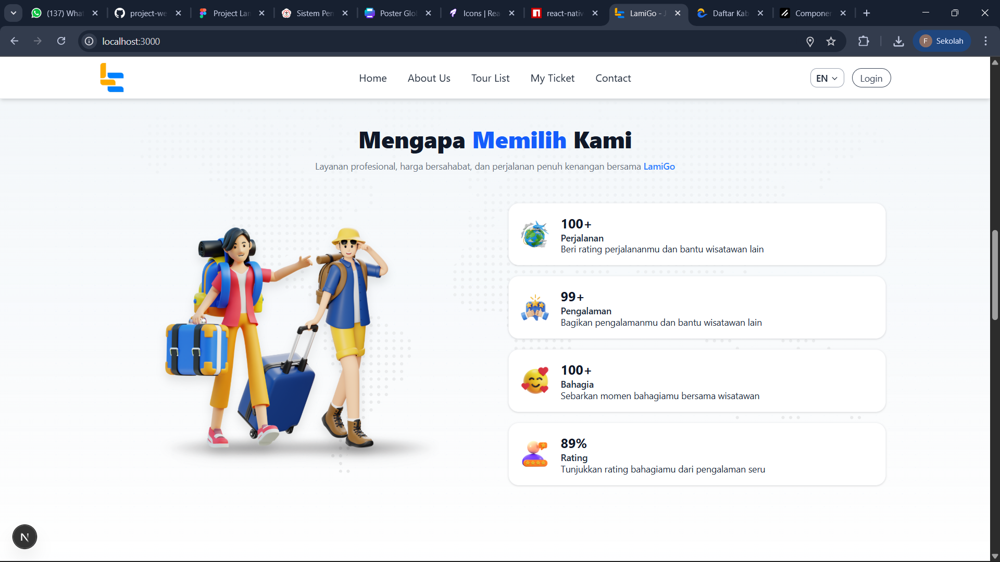 (137) What
project-we
Project Lan
Sistem Pen
Poster Glo
Icons | Rea
react-nativ
LamiGo - J
Daftar Kab
Componen
localhost:3000
F
Sekolah
Home
About Us
Tour List
My Ticket
Contact
EN
Login
Mengapa Memilih Kami
Layanan profesional, harga bersahabat, dan perjalanan penuh kenangan bersama LamiGo
100+
Perjalanan
Beri rating perjalananmu dan bantu wisatawan lain
99+
Pengalaman
Bagikan pengalamanmu dan bantu wisatawan lain
100+
Bahagia
Sebarkan momen bahagiamu bersama wisatawan
89%
Rating
Tunjukkan rating bahagiamu dari pengalaman seru
N